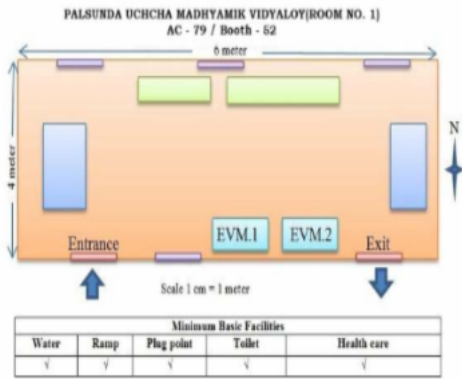 PALSUNDA UCHCHA MADHYAMIK VIDYALOY(ROOM NO. 1)
AC - 79 / Booth - 52
6 meter
4 meter
N
EVM.1 EVM.2
Entrance Exit
Scale 1 cm = 1 meter
Minimum Basic Facilities
Water Ramp Plug point Toilet Health care
√ √ √ √ √